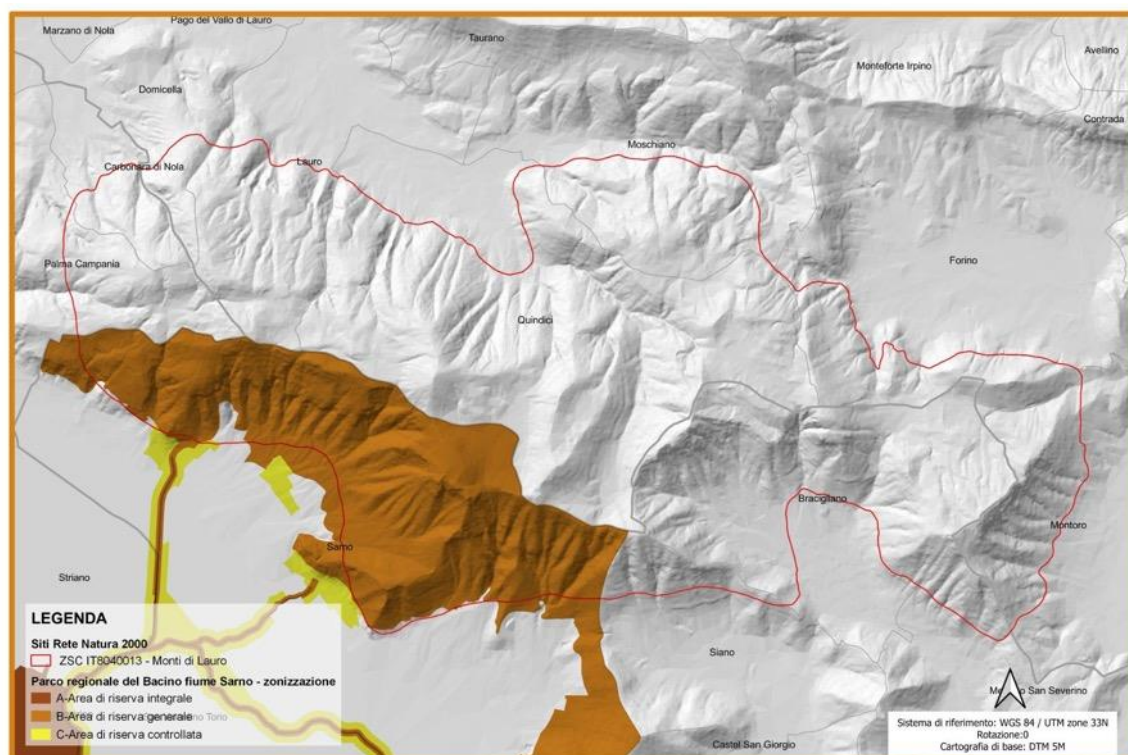 Pago del Vallo di Lauro
Marzano di Nola
Taurano
Avellino
Monteforte Irpino
Domicella
Contrada
Moschiano
Lauro
Carbonara di Nola
Forino
Palma Campania
Quindici
Bracigliano
Montoro
Sarno
Striano
Siano
LEGENDA
Siti Rete Natura 2000
ZSC IT8040013 - Monti di Lauro
Parco regionale del Bacino fiume Sarno - zonizzazione
A-Area di riserva integrale
B-Area di riserva generale
C-Area di riserva controllata
San Severino
Castel San Giorgio
Sistema di riferimento: WGS 84 / UTM zone 33N
Rotazione:0
Cartografia di base: DTM 5M